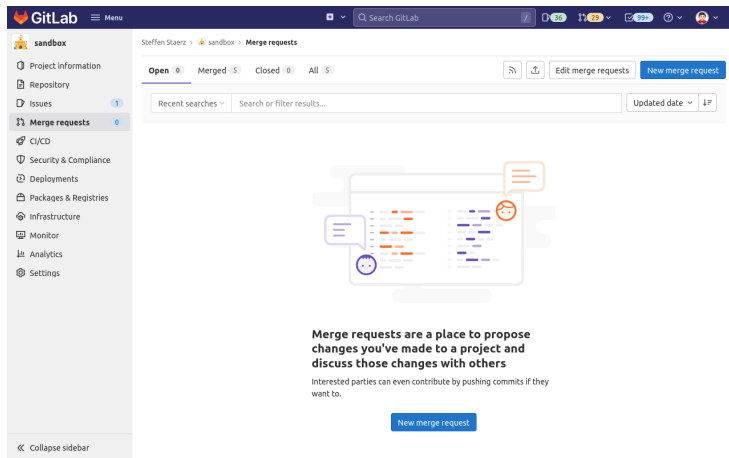 GitLab Menu Search GitLab / 36 29 99+
sandbox
Steffen Staerz > sandbox > Merge requests
Project information
Open 0 Merged 5 Closed 0 All 5 Edit merge requests New merge request
Repository
Issues 1
Recent searches Search or filter results... Updated date
Merge requests 0
CI/CD
Security & Compliance
Deployments
Packages & Registries
Infrastructure
Monitor
Analytics
Settings
Merge requests are a place to propose
changes you've made to a project and
discuss those changes with others
Interested parties can even contribute by pushing commits if they
want to.
New merge request
Collapse sidebar